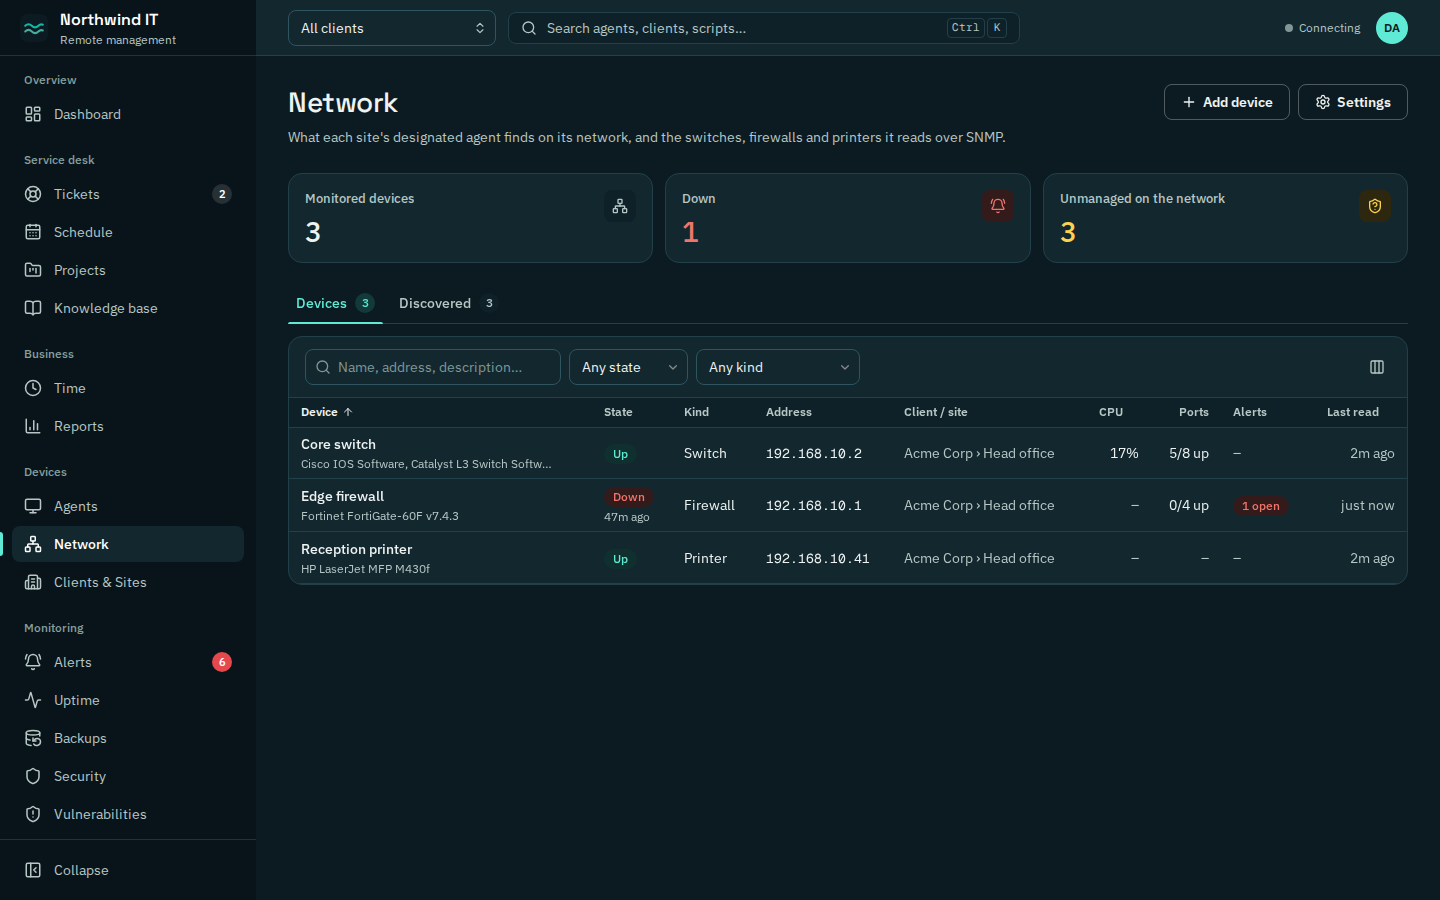 Northwind IT
Remote management
All clients
Search agents, clients, scripts...
Ctrl K
Connecting
DA
Overview
Dashboard
Service desk
Tickets 2
Schedule
Projects
Knowledge base
Business
Time
Reports
Devices
Agents
Network
Clients & Sites
Monitoring
Alerts 6
Uptime
Backups
Security
Vulnerabilities
Collapse
Network
What each site's designated agent finds on its network, and the switches, firewalls and printers it reads over SNMP.
Add device
Settings
Monitored devices
3
Down
1
Unmanaged on the network
3
Devices 3
Discovered 3
Name, address, description...
Any state
Any kind
Device State Kind Address Client / site CPU Ports Alerts Last read
Core switch
Cisco IOS Software, Catalyst L3 Switch Softw...
Up Switch 192.168.10.2 Acme Corp › Head office 17% 5/8 up – 2m ago
Edge firewall
Fortinet FortiGate-60F v7.4.3
Down
47m ago
Firewall 192.168.10.1 Acme Corp › Head office – 0/4 up 1 open just now
Reception printer
HP LaserJet MFP M430f
Up Printer 192.168.10.41 Acme Corp › Head office – – – 2m ago